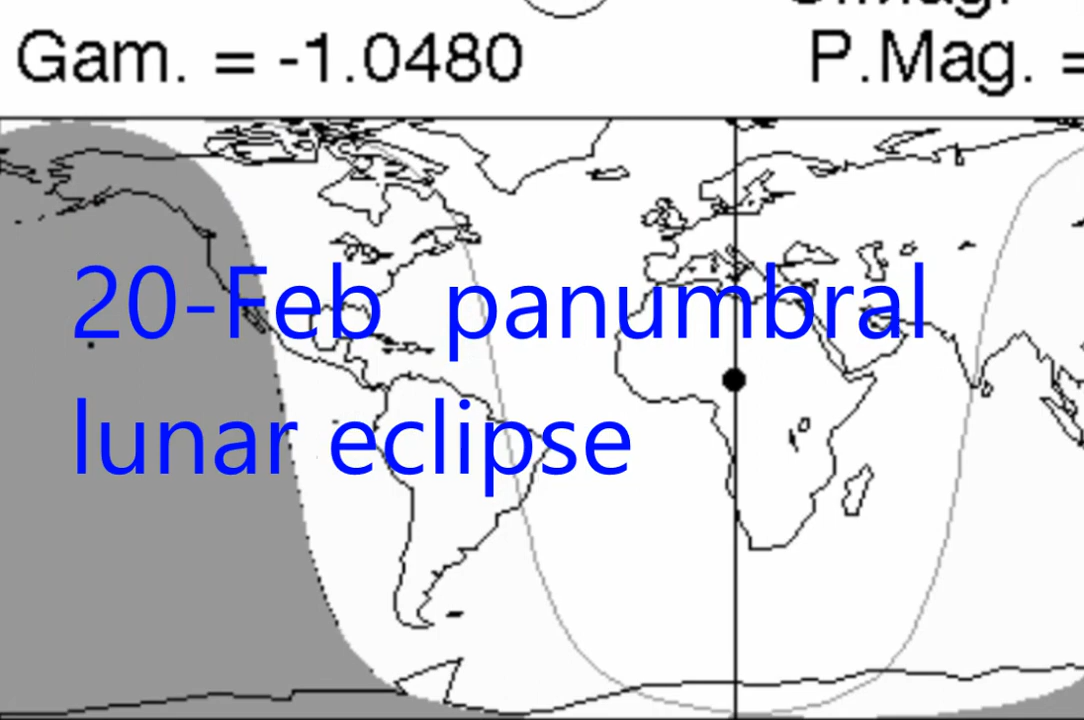 Gam. = -1.0480
P.Mag. =
20-Feb panumbral
lunar eclipse